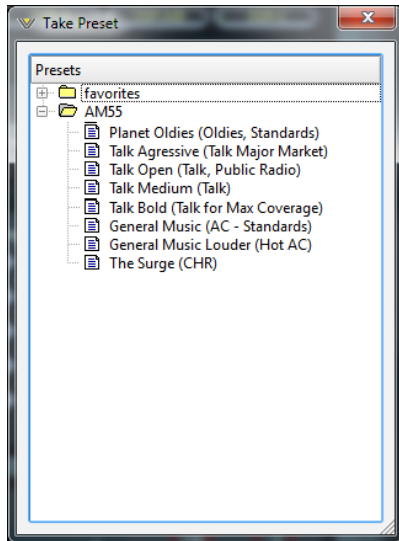 Take Preset
Presets
favorites
AM55
Planet Oldies (Oldies, Standards)
Talk Agressive (Talk Major Market)
Talk Open (Talk, Public Radio)
Talk Medium (Talk)
Talk Bold (Talk for Max Coverage)
General Music (AC - Standards)
General Music Louder (Hot AC)
The Surge (CHR)